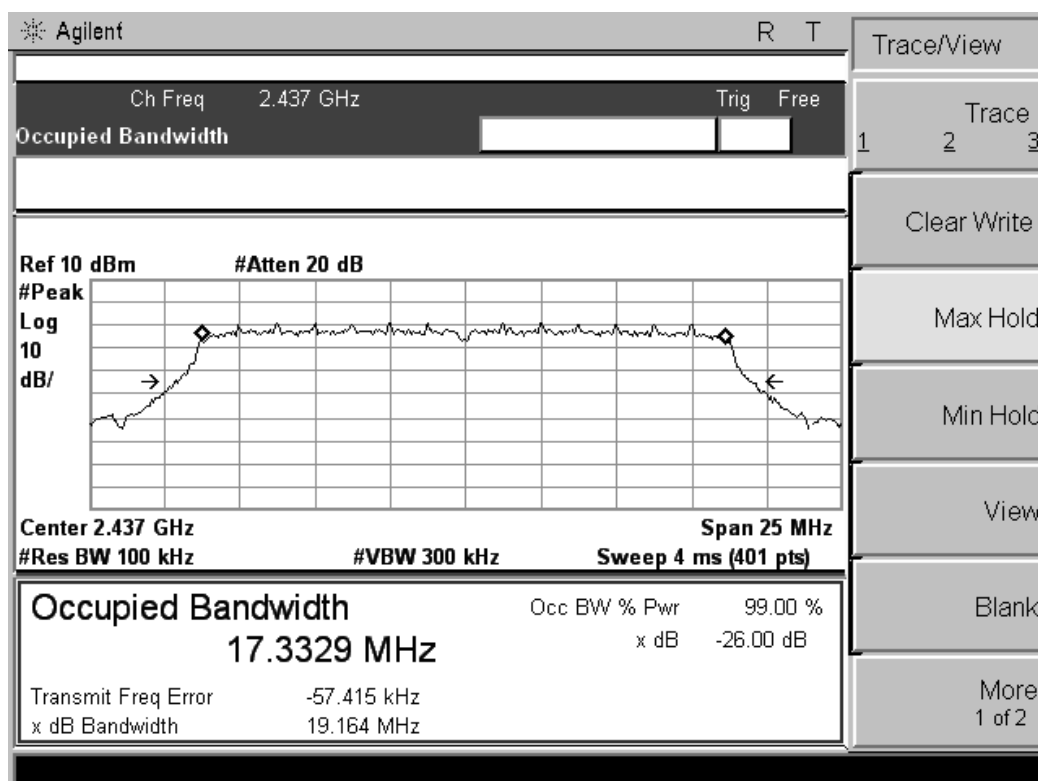 Agilent R T
Trace/View
Ch Freq 2.437 GHz Trig Free
Occupied Bandwidth
Trace
1 2 3
Clear Write
Max Hold
Min Hold
View
Blank
More
1 of 2
Ref 10 dBm #Atten 20 dB
#Peak
Log
10
dB/
Center 2.437 GHz Span 25 MHz
#Res BW 100 kHz #VBW 300 kHz Sweep 4 ms (401 pts)
Occupied Bandwidth Occ BW % Pwr 99.00 %
17.3329 MHz x dB -26.00 dB
Transmit Freq Error -57.415 kHz
x dB Bandwidth 19.164 MHz